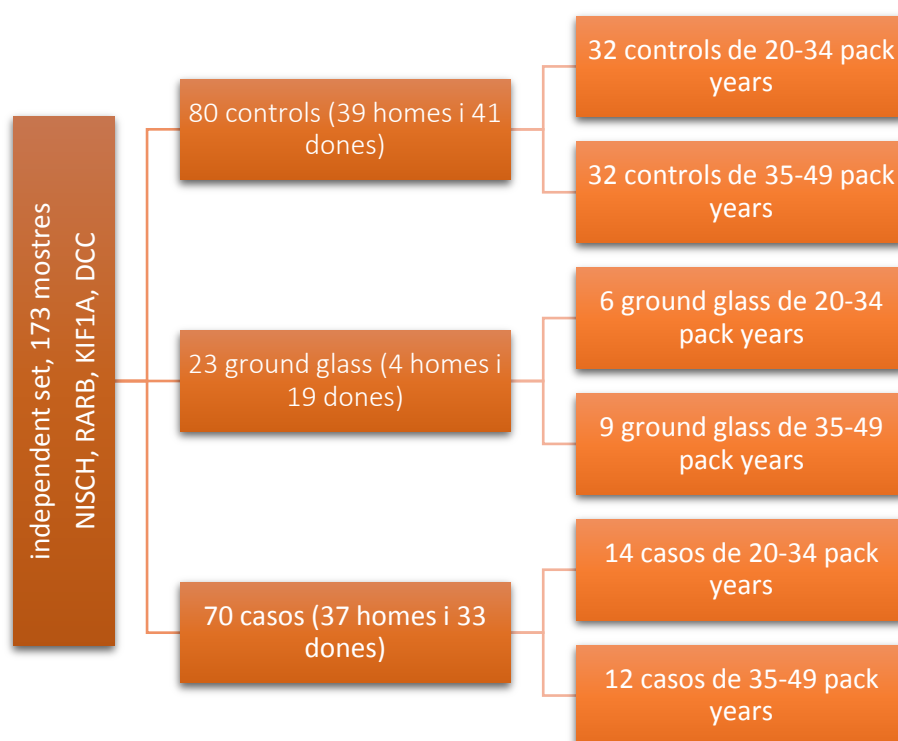 independent set, 173 mostres
NISCH, RARB, KIF1A, DCC
80 controls (39 homes i 41
dones)
32 controls de 20-34 pack
years
32 controls de 35-49 pack
years
23 ground glass (4 homes i
19 dones)
6 ground glass de 20-34
pack years
9 ground glass de 35-49
pack years
70 casos (37 homes i 33
dones)
14 casos de 20-34 pack
years
12 casos de 35-49 pack
years